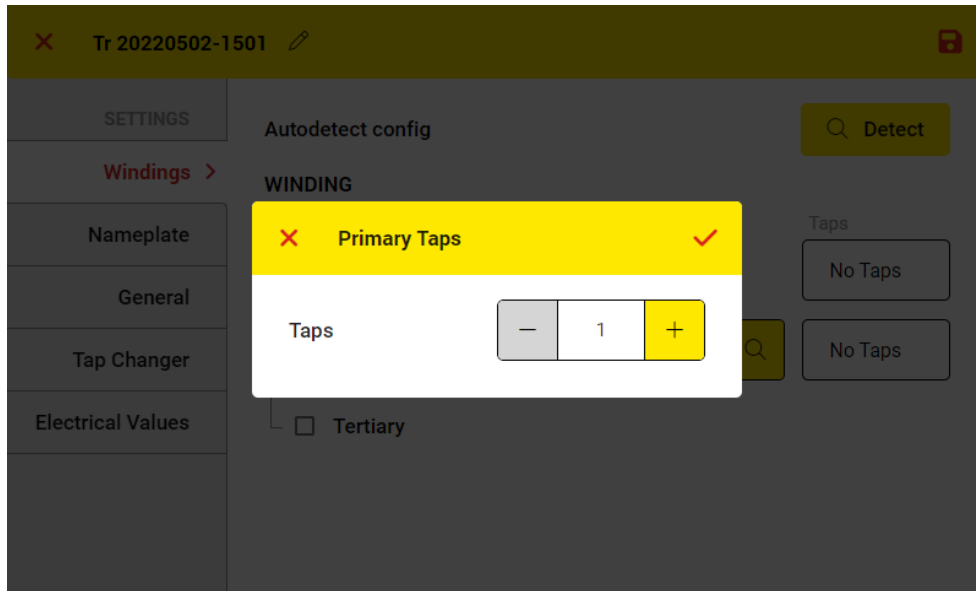 Tr 20220502-1501
SETTINGS
Windings
Nameplate
General
Tap Changer
Electrical Values
Autodetect config
Detect
WINDING
Taps
No Taps
No Taps
Primary Taps
Taps
1
Tertiary